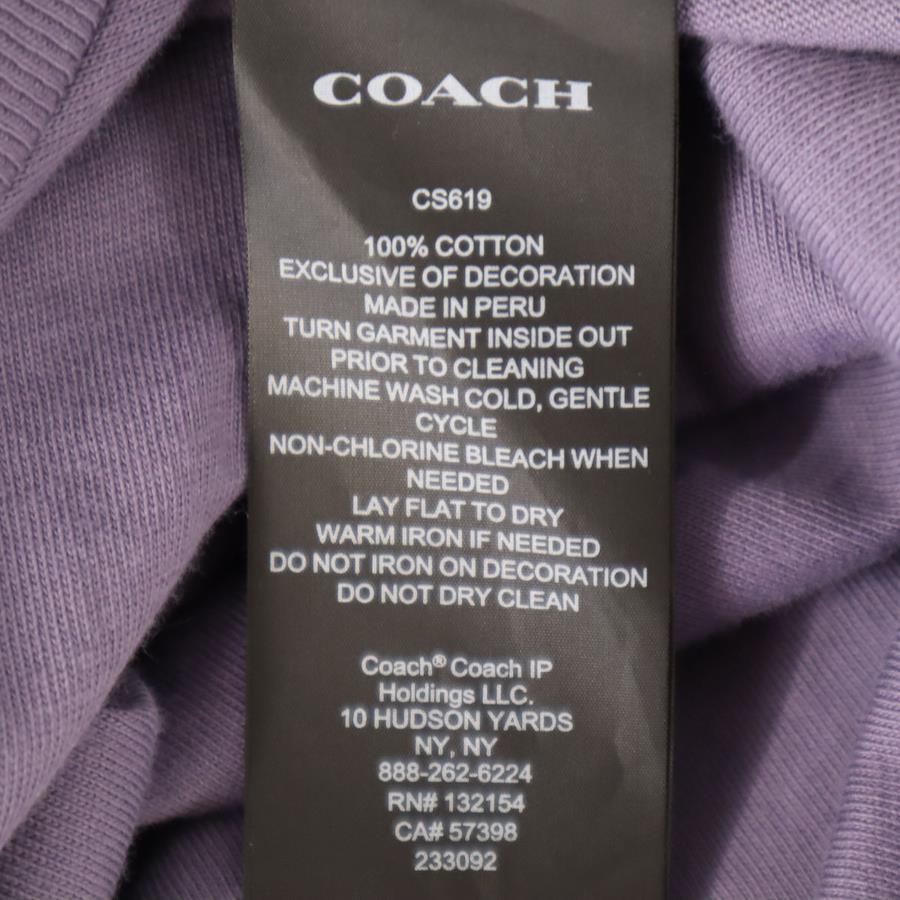 COACH
CS619
100% COTTON
EXCLUSIVE OF DECORATION
MADE IN PERU
TURN GARMENT INSIDE OUT
PRIOR TO CLEANING
MACHINE WASH COLD, GENTLE
CYCLE
NON-CHLORINE BLEACH WHEN
NEEDED
LAY FLAT TO DRY
WARM IRON IF NEEDED
DO NOT IRON ON DECORATION
DO NOT DRY CLEAN
Coach® Coach IP
Holdings LLC.
10 HUDSON YARDS
NY, NY
888-262-6224
RN# 132154
CA# 57398
233092